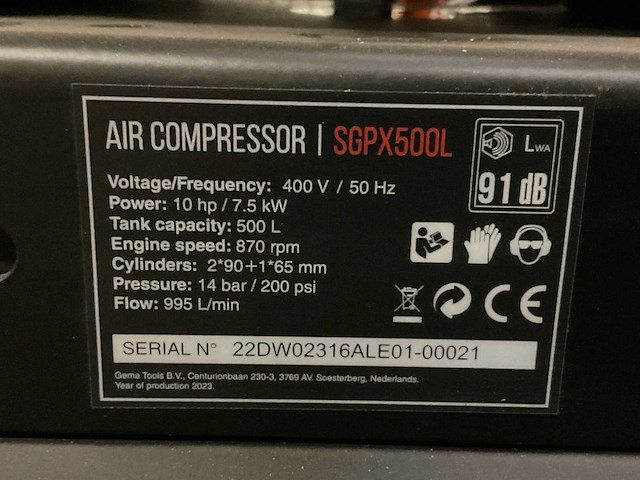 AIR COMPRESSOR | SGPX500L
LWA
91 dB
Voltage/Frequency: 400 V / 50 Hz
Power: 10 hp / 7.5 kW
Tank capacity: 500 L
Engine speed: 870 rpm
Cylinders: 2*90+1*65 mm
Pressure: 14 bar / 200 psi
Flow: 995 L/min
CE
SERIAL N° 22DW02316ALE01-00021
Gema Tools B.V., Centurionbaan 230-3, 3769 AV. Soesterberg, Nederlands.
Year of production 2023.